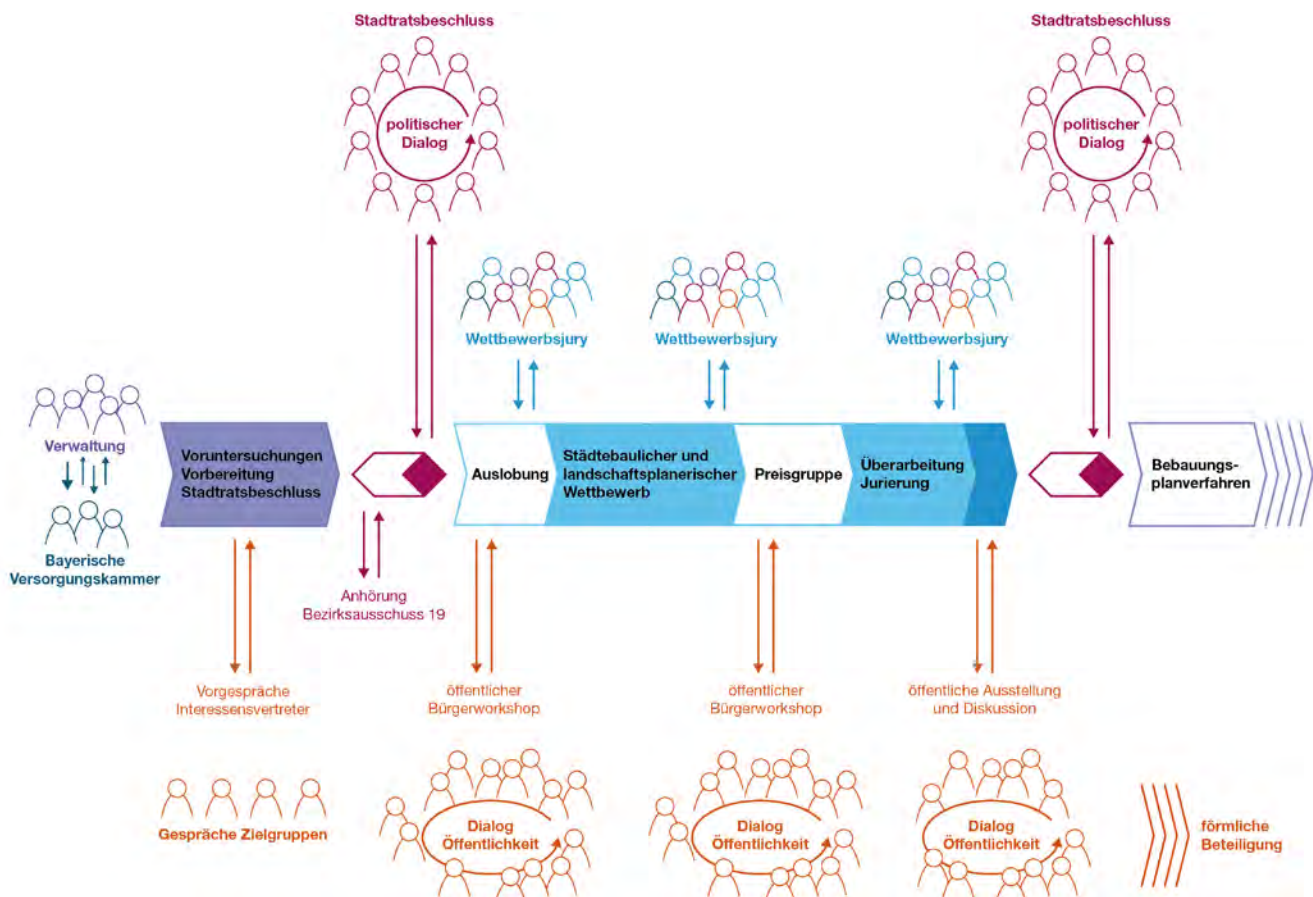 Stadtratsbeschluss
Stadtratsbeschluss
politischer
Dialog
politischer
Dialog
Wettbewerbsjury
Wettbewerbsjury
Wettbewerbsjury
Verwaltung
Bayerische
Versorgungskammer
Voruntersuchungen
Vorbereitung
Stadtratsbeschluss
Auslobung
Städtebaulicher und
landschaftsplanerischer
Wettbewerb
Preisgruppe
Überarbeitung
Jurierung
Bebauungs-
planverfahren
Anhörung
Bezirksausschuss 19
Vorgespräche
Interessensvertreter
öffentlicher
Bürgerworkshop
öffentlicher
Bürgerworkshop
öffentliche Ausstellung
und Diskussion
Gespräche Zielgruppen
Dialog
Öffentlichkeit
Dialog
Öffentlichkeit
Dialog
Öffentlichkeit
förmliche
Beteiligung